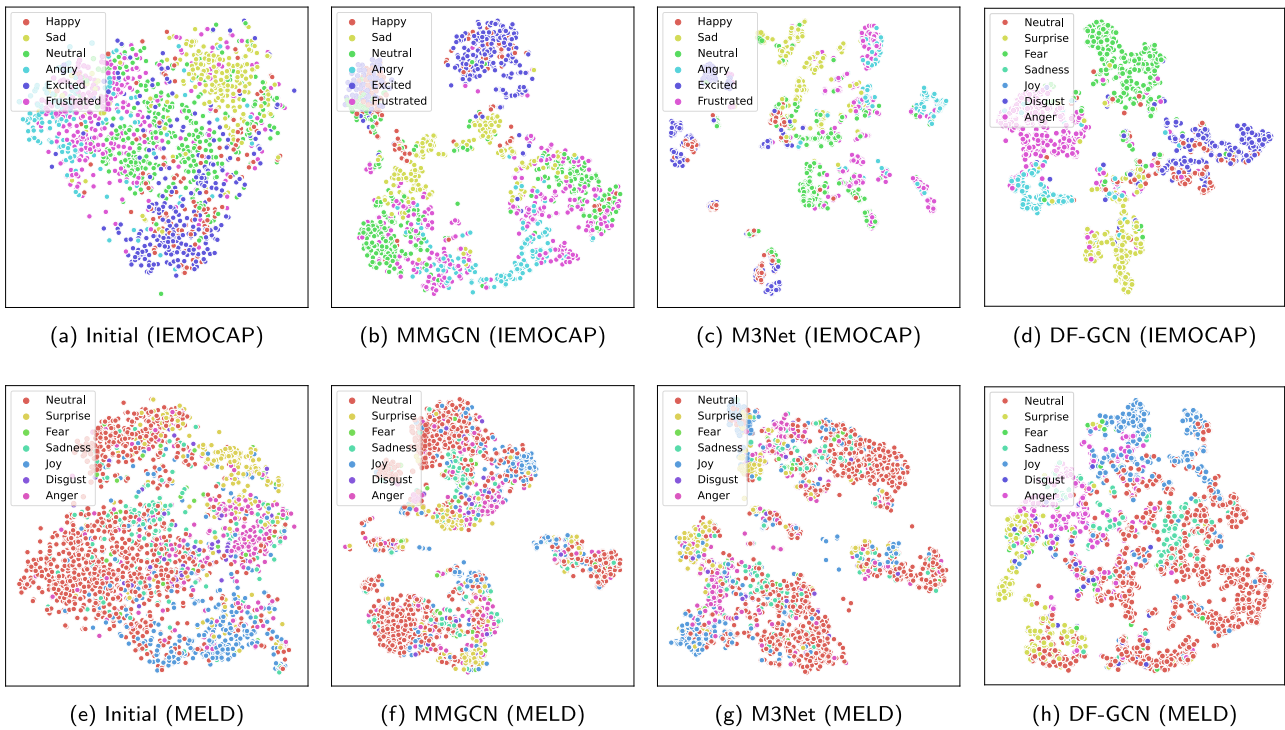 Happy
Sad
Neutral
Angry
Excited
Frustrated
(a) Initial (IEMOCAP)
Happy
Sad
Neutral
Angry
Excited
Frustrated
(b) MMGCN (IEMOCAP)
Happy
Sad
Neutral
Angry
Excited
Frustrated
(c) M3Net (IEMOCAP)
Neutral
Surprise
Fear
Sadness
Joy
Disgust
Anger
(d) DF-GCN (IEMOCAP)
Neutral
Surprise
Fear
Sadness
Joy
Disgust
Anger
(e) Initial (MELD)
Neutral
Surprise
Fear
Sadness
Joy
Disgust
Anger
(f) MMGCN (MELD)
Neutral
Surprise
Fear
Sadness
Joy
Disgust
Anger
(g) M3Net (MELD)
Neutral
Surprise
Fear
Sadness
Joy
Disgust
Anger
(h) DF-GCN (MELD)